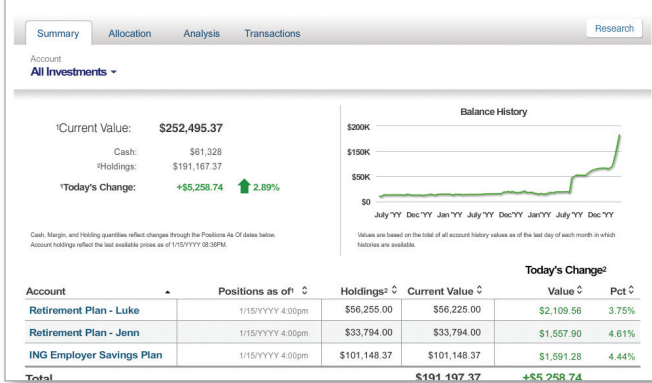 Summary Allocation Analysis Transactions Research
Account
All Investments
¹Current Value: $252,495.37
Cash: $61,328
²Holdings: $191,167.37
¹Today's Change: +$5,258.74 2.89%
Cash, Margin, and Holding quantities reflect changes through the Positions As Of dates below.
Account holdings reflect the last available prices as of 1/15/YYYY 08:36PM.
Balance History
$200K
$150K
$50K
$0
July 'YY Dec 'YY Jan 'YY July 'YY Dec'YY Jan'YY July 'YY Dec 'YY
Values are based on the total of all account history values as of the last day of each month in which
histories are available.
Today's Change²
Account Positions as of¹ Holdings² Current Value Value Pct
Retirement Plan - Luke 1/15/YYYY 4:00pm $56,255.00 $56,225.00 $2,109.56 3.75%
Retirement Plan - Jenn 1/15/YYYY 4:00pm $33,794.00 $33,794.00 $1,557.90 4.61%
ING Employer Savings Plan 1/15/YYYY 4:00pm $101,148.37 $101,148.37 $1,591.28 4.44%
Total $191,197.37 +$5,258.74